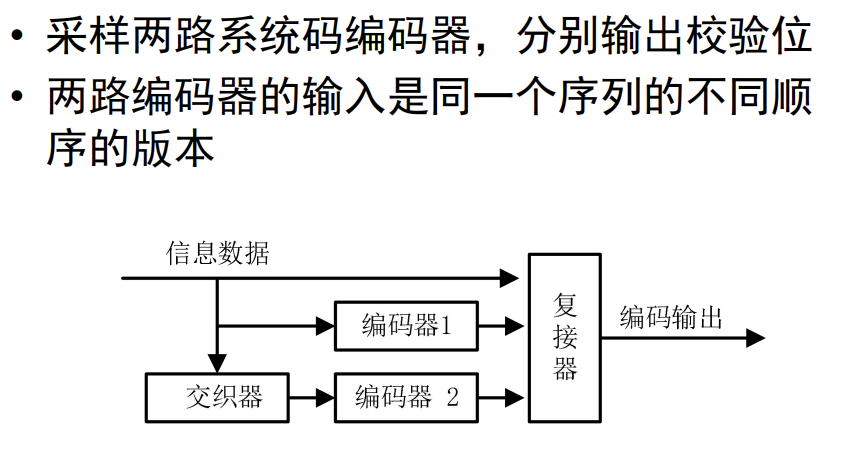 • 采样两路系统码编码器，分别输出校验位
• 两路编码器的输入是同一个序列的不同顺
序的版本
信息数据
编码器1
复接器
编码输出
交织器
编码器 2